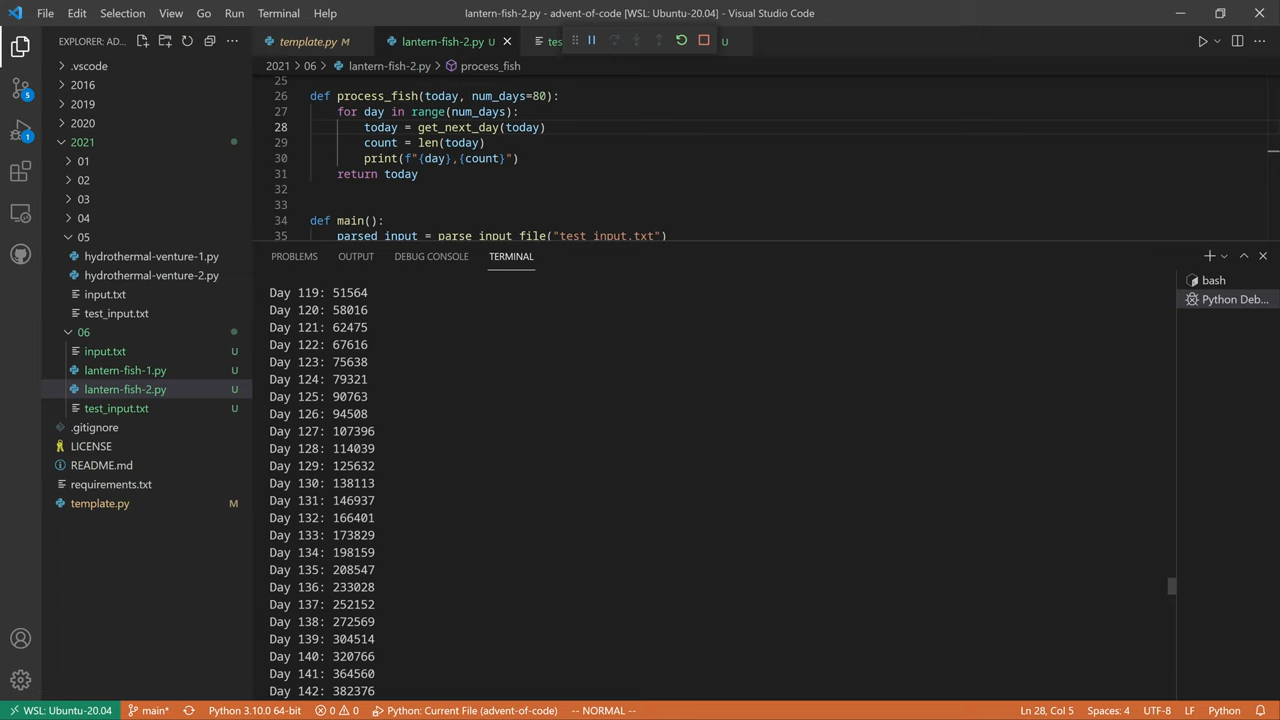 File Edit Selection View Go Run Terminal Help
lantern-fish-2.py - advent-of-code [WSL: Ubuntu-20.04] - Visual Studio Code
EXPLORER: AD...
template.py M
lantern-fish-2.py U
tes
U
2021 > 06 > lantern-fish-2.py > process_fish
.vscode
2016
2019
2020
2021
01
02
03
04
05
hydrothermal-venture-1.py
hydrothermal-venture-2.py
input.txt
test_input.txt
06
input.txt U
lantern-fish-1.py U
lantern-fish-2.py U
test_input.txt U
.gitignore
LICENSE
README.md
requirements.txt
template.py M
5
1
25
26 def process_fish(today, num_days=80):
27 for day in range(num_days):
28 today = get_next_day(today)
29 count = len(today)
30 print(f"{day},{count}")
31 return today
32
33
34 def main():
35 parsed_input = parse_input_file("test_input.txt")
PROBLEMS OUTPUT DEBUG CONSOLE TERMINAL
bash
Python Deb...
Day 119: 51564
Day 120: 58016
Day 121: 62475
Day 122: 67616
Day 123: 75638
Day 124: 79321
Day 125: 90763
Day 126: 94508
Day 127: 107396
Day 128: 114039
Day 129: 125632
Day 130: 138113
Day 131: 146937
Day 132: 166401
Day 133: 173829
Day 134: 198159
Day 135: 208547
Day 136: 233028
Day 137: 252152
Day 138: 272569
Day 139: 304514
Day 140: 320766
Day 141: 364560
Day 142: 382376
WSL: Ubuntu-20.04 main* Python 3.10.0 64-bit 0 0 Python: Current File (advent-of-code) -- NORMAL -- Ln 28, Col 5 Spaces: 4 UTF-8 LF Python